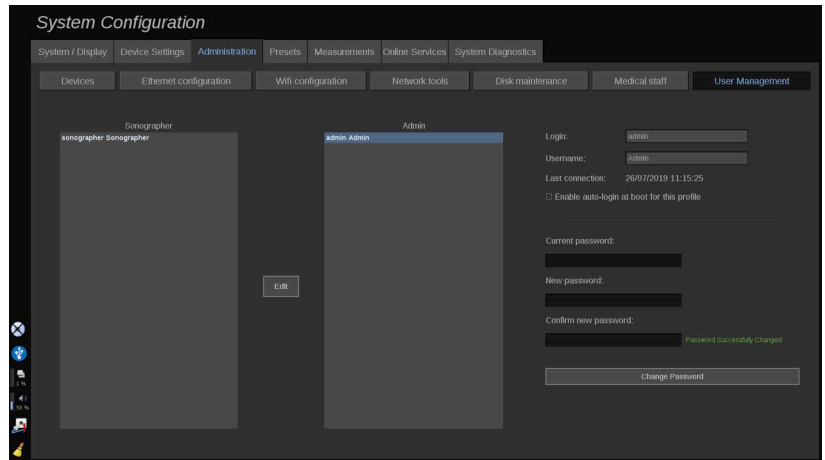 System Configuration
System / Display Device Settings Administration Presets Measurements Online Services System Diagnostics
Devices Ethernet configuration Wifi configuration Network tools Disk maintenance Medical staff User Management
Sonographer Admin
sonographer Sonographer admin Admin
Login: admin
Username: Admin
Last connection: 26/07/2019 11:15:25
Enable auto-login at boot for this profile
Current password:
Edit
New password:
Confirm new password:
Password Successfully Changed
1 %
Change Password
50 %